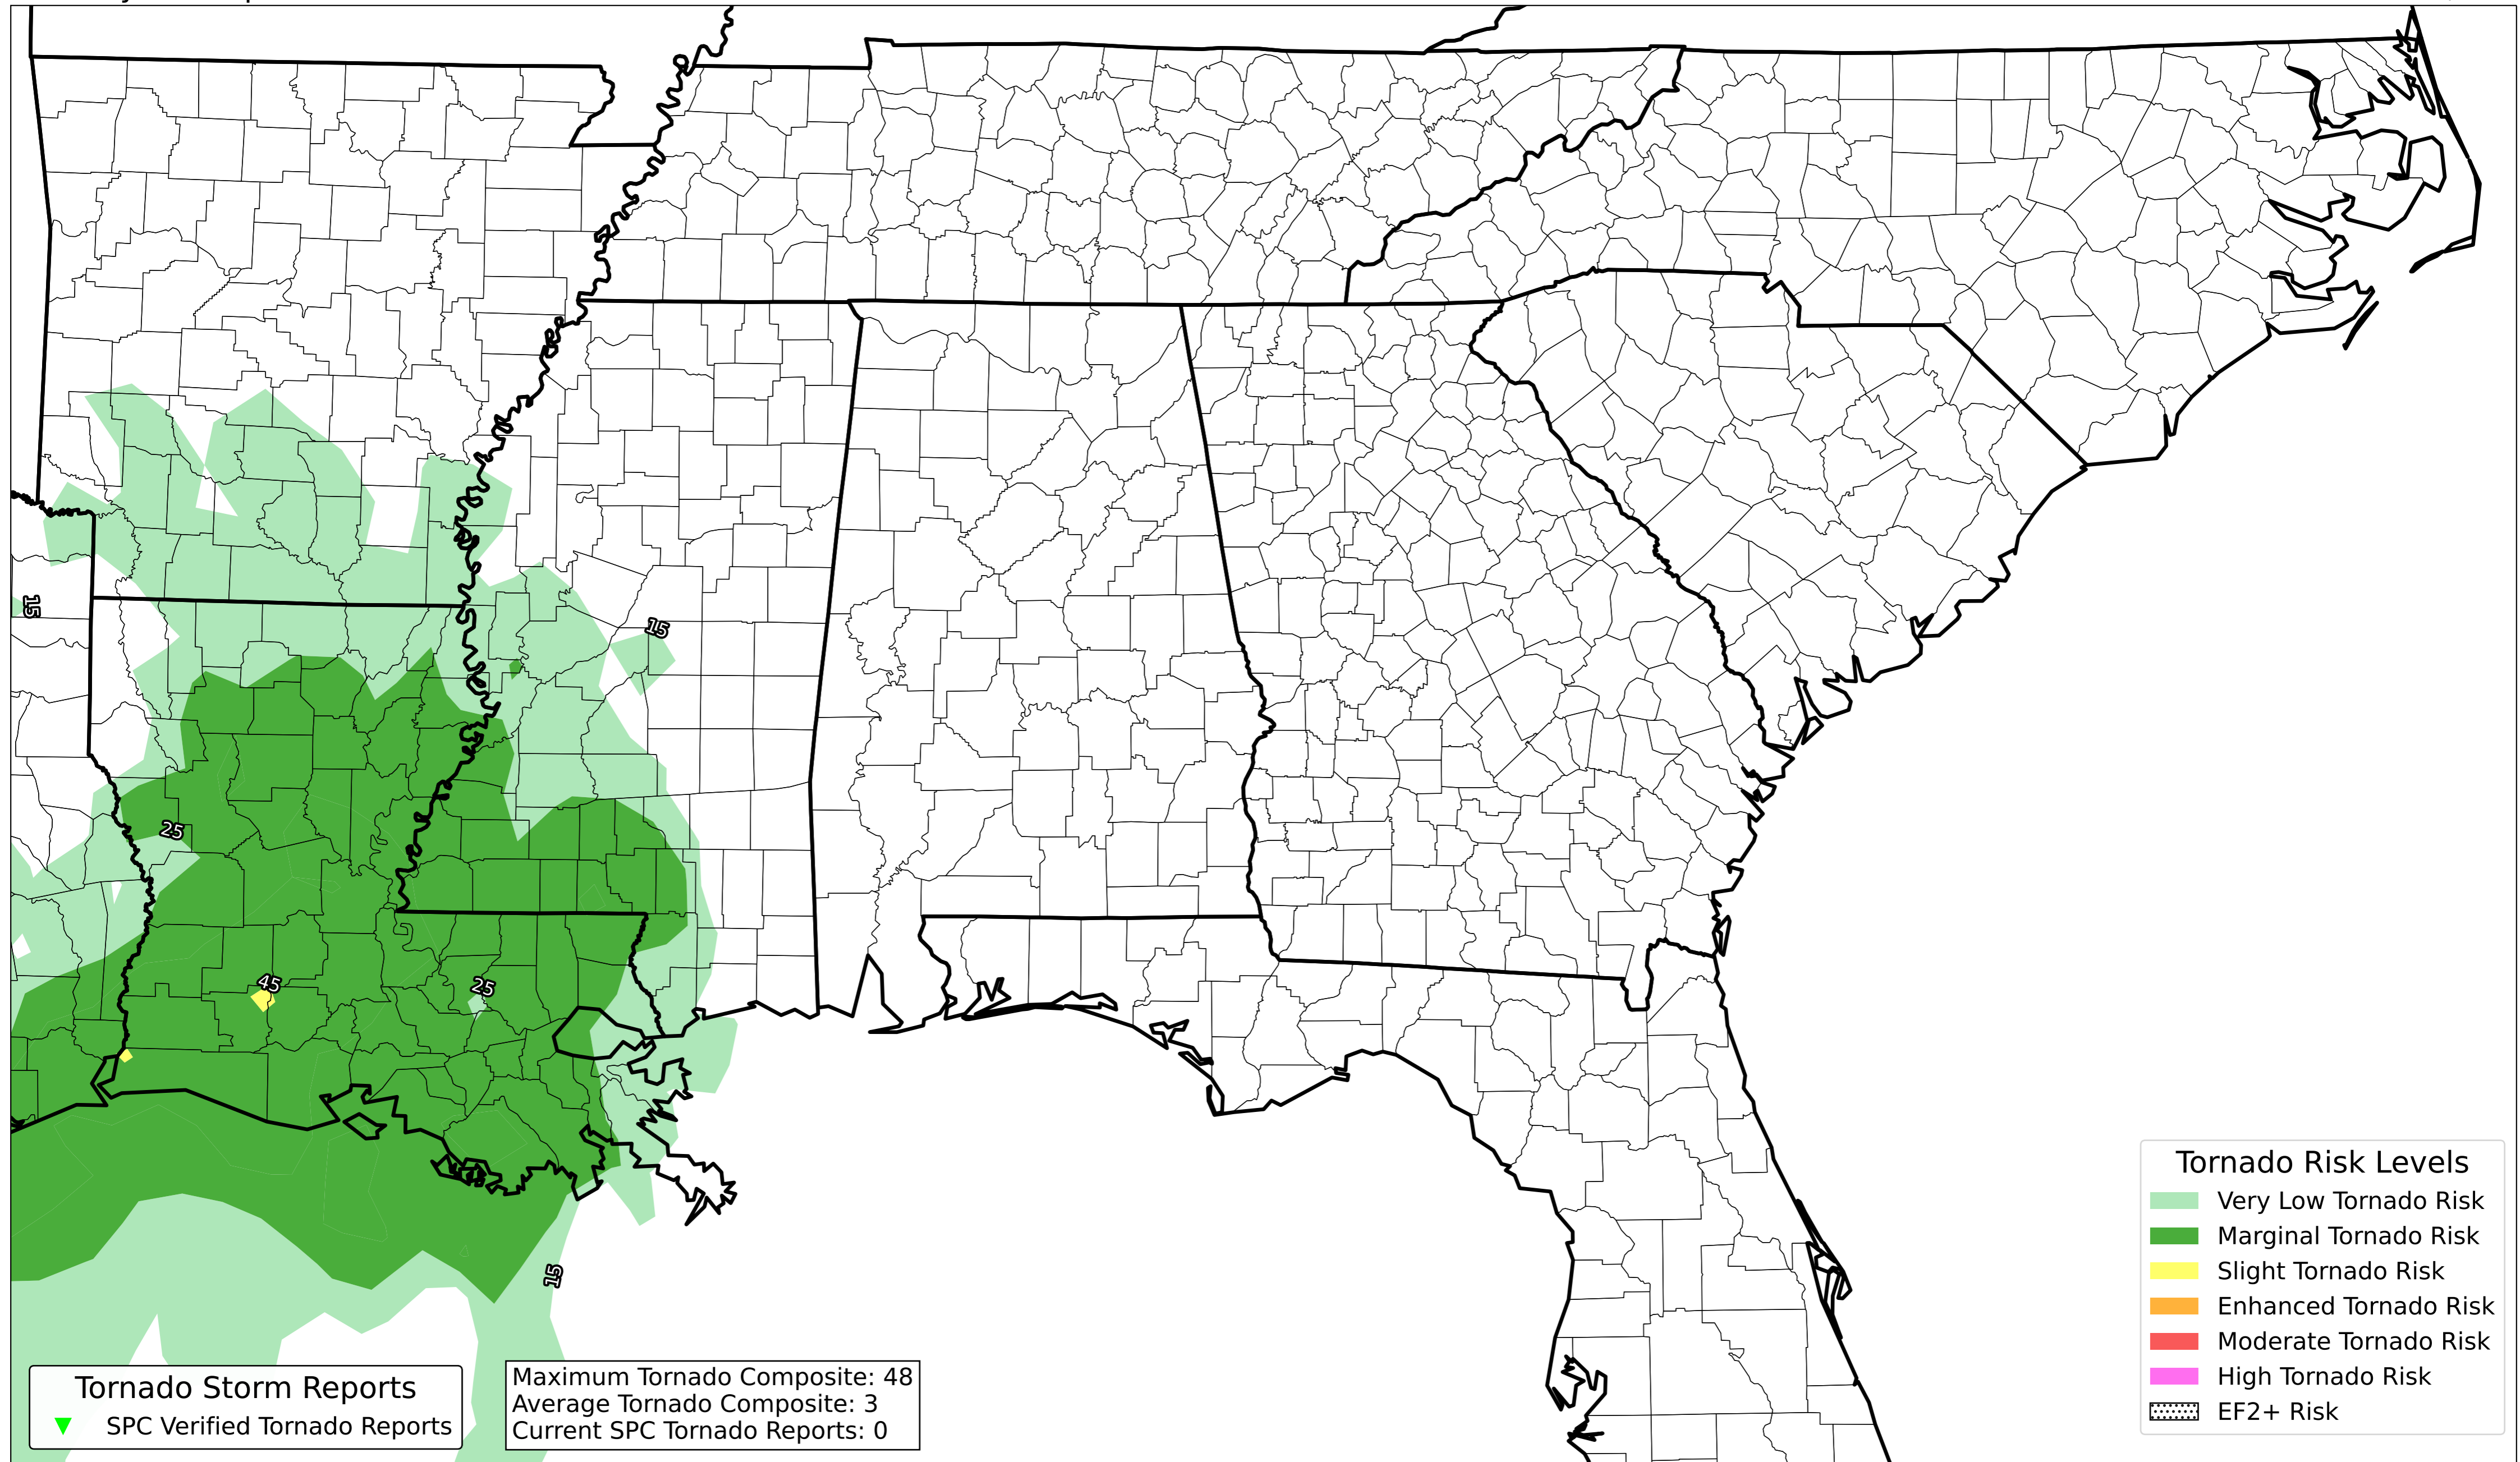 15
15
25
45
25
15
Tornado Storm Reports
SPC Verified Tornado Reports
Maximum Tornado Composite: 48
Average Tornado Composite: 3
Current SPC Tornado Reports: 0
Tornado Risk Levels
Very Low Tornado Risk
Marginal Tornado Risk
Slight Tornado Risk
Enhanced Tornado Risk
Moderate Tornado Risk
High Tornado Risk
EF2+ Risk